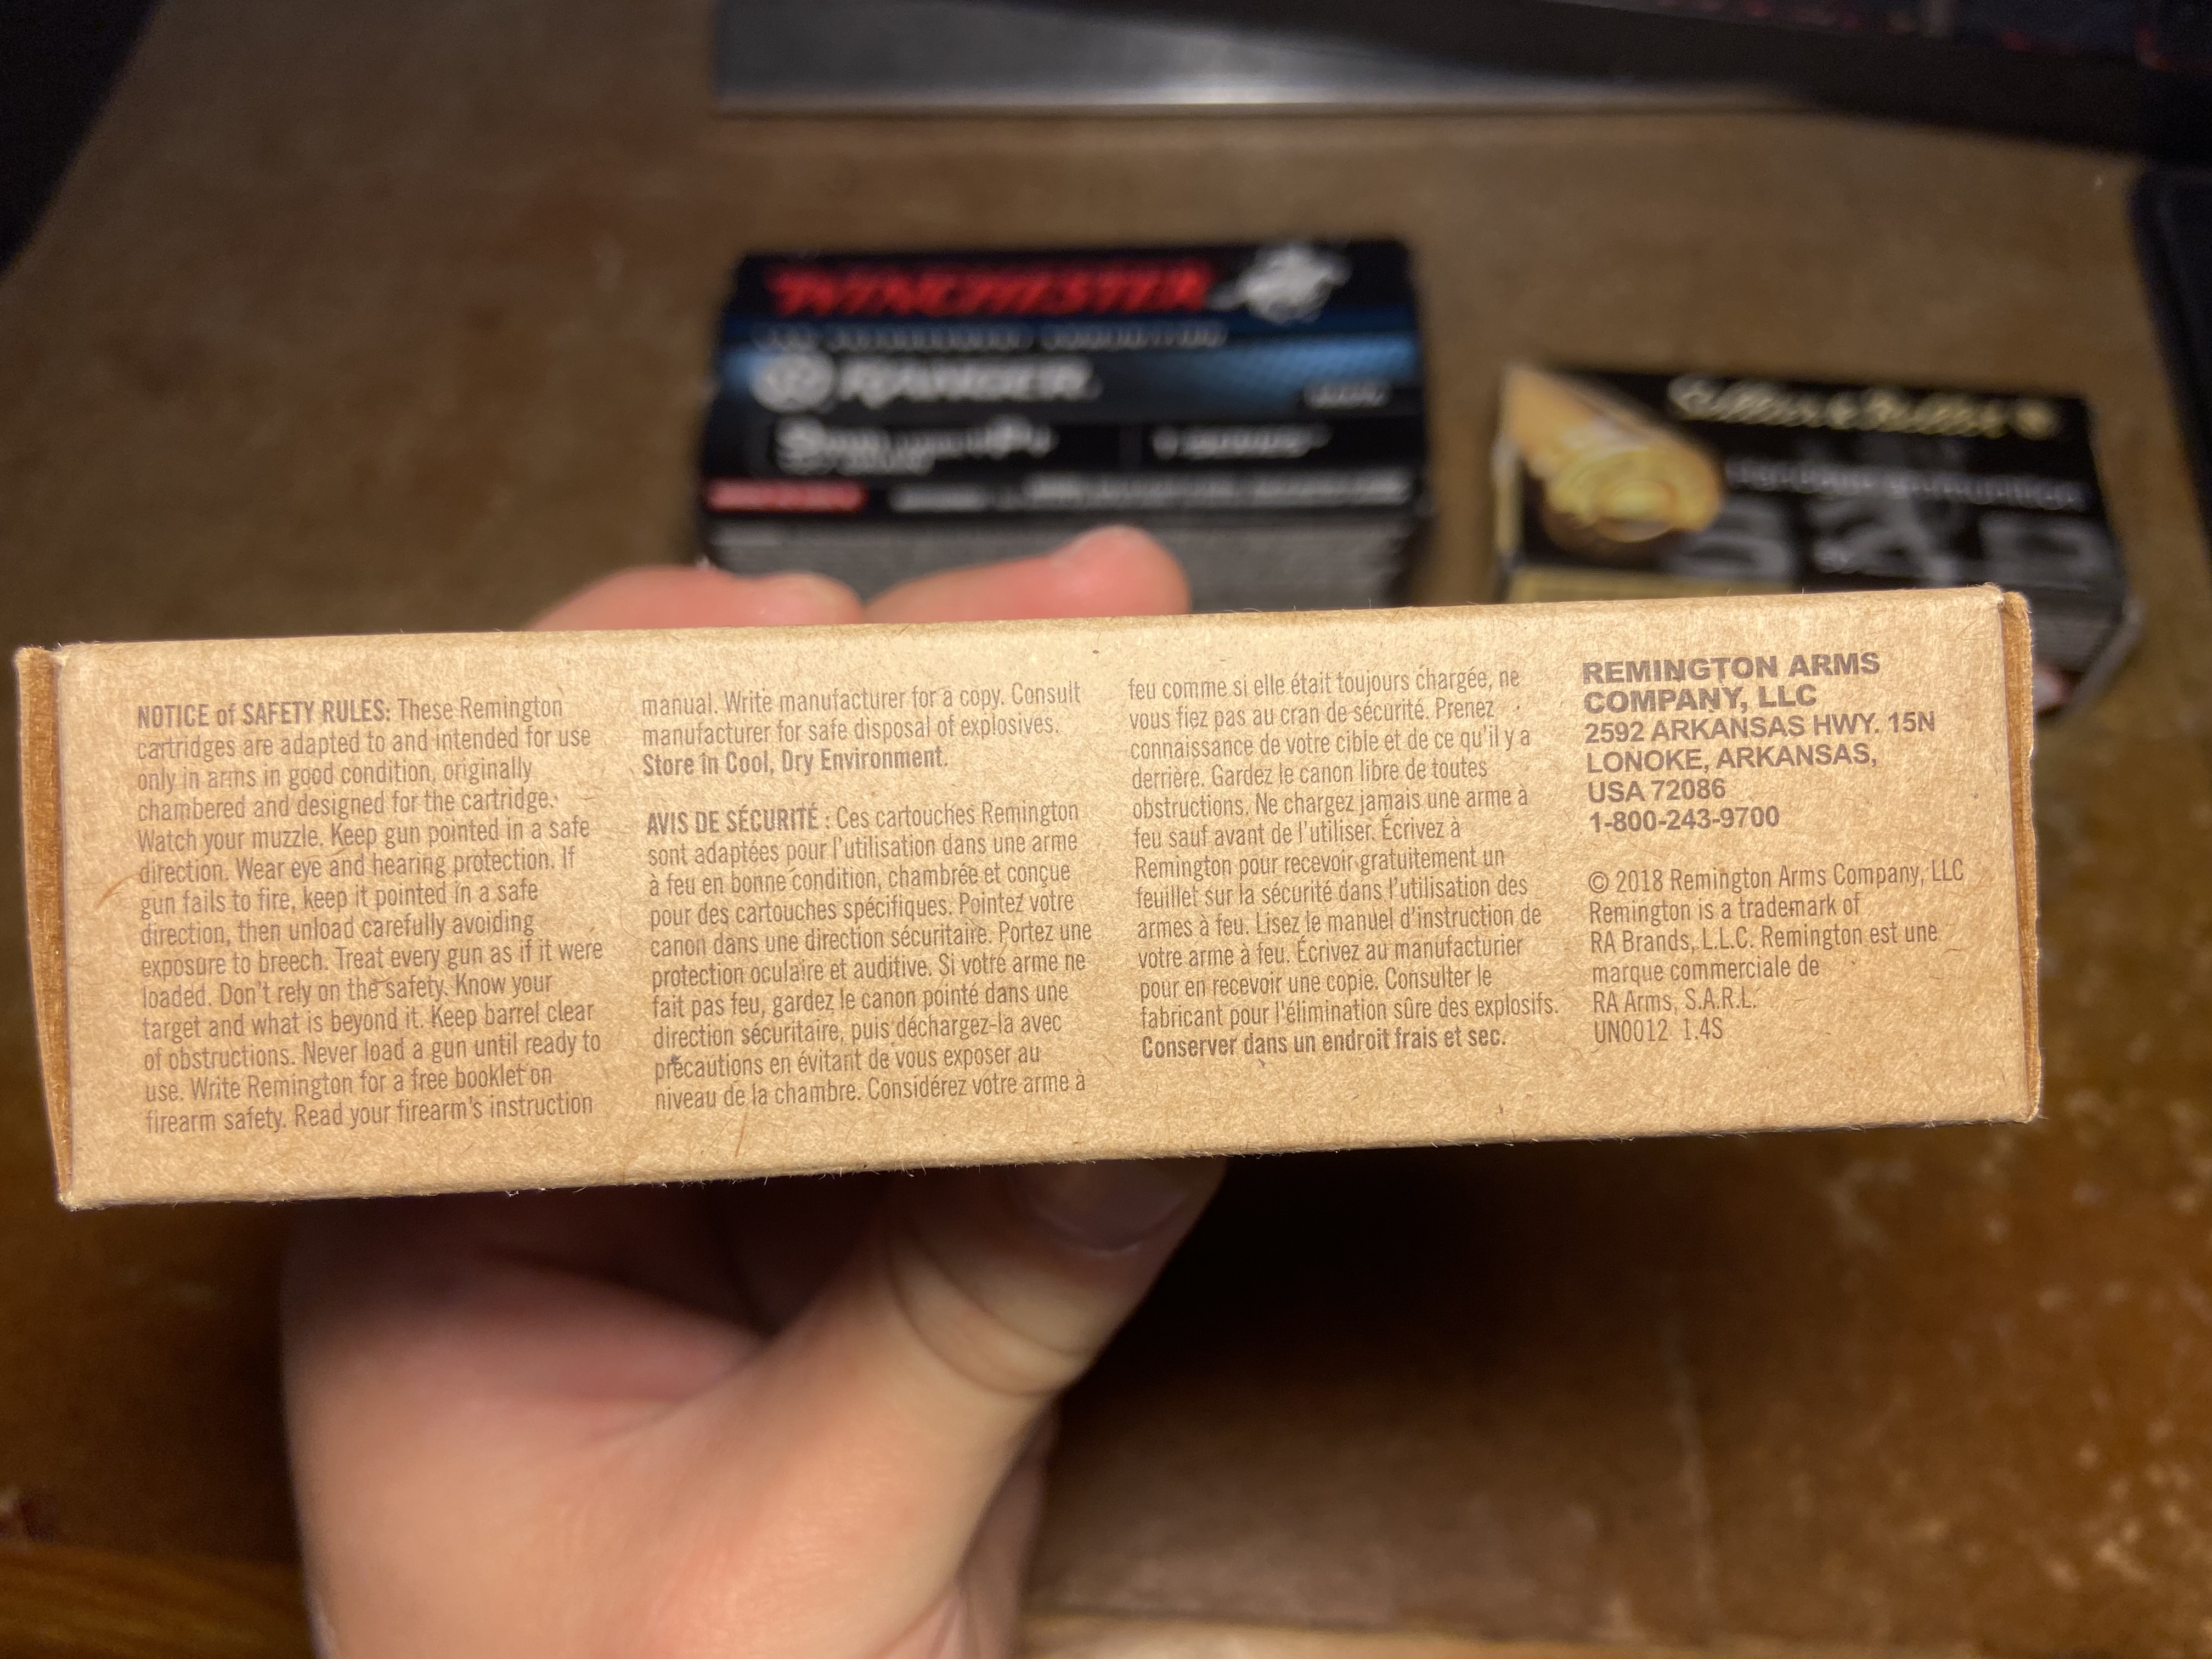 WINCHESTER
RANGER
9mm
NOTICE of SAFETY RULES: These Remington
cartridges are adapted to and intended for use
only in arms in good condition, originally
chambered and designed for the cartridge.
Watch your muzzle. Keep gun pointed in a safe
direction. Wear eye and hearing protection. If
gun fails to fire, keep it pointed in a safe
direction, then unload carefully avoiding
exposure to breech. Treat every gun as if it were
loaded. Don't rely on the safety. Know your
target and what is beyond it. Keep barrel clear
of obstructions. Never load a gun until ready to
use. Write Remington for a free booklet on
firearm safety. Read your firearm's instruction
manual. Write manufacturer for a copy. Consult
manufacturer for safe disposal of explosives.
Store in Cool, Dry Environment.
AVIS DE SÉCURITÉ : Ces cartouches Remington
sont adaptées pour l'utilisation dans une arme
à feu en bonne condition, chambrée et conçue
pour des cartouches spécifiques. Pointez votre
canon dans une direction sécuritaire. Portez une
protection oculaire et auditive. Si votre arme ne
fait pas feu, gardez le canon pointé dans une
direction sécuritaire, puis déchargez-la avec
précautions en évitant de vous exposer au
niveau de la chambre. Considérez votre arme à
feu comme si elle était toujours chargée, ne
vous fiez pas au cran de sécurité. Prenez
connaissance de votre cible et de ce qu'il y a
derrière. Gardez le canon libre de toutes
obstructions. Ne chargez jamais une arme à
feu sauf avant de l'utiliser. Écrivez à
Remington pour recevoir gratuitement un
feuillet sur la sécurité dans l'utilisation des
armes à feu. Lisez le manuel d'instruction de
votre arme à feu. Écrivez au manufacturier
pour en recevoir une copie. Consulter le
fabricant pour l'élimination sûre des explosifs.
Conserver dans un endroit frais et sec.
REMINGTON ARMS
COMPANY, LLC
2592 ARKANSAS HWY. 15N
LONOKE, ARKANSAS,
USA 72086
1-800-243-9700
© 2018 Remington Arms Company, LLC
Remington is a trademark of
RA Brands, L.L.C. Remington est une
marque commerciale de
RA Arms, S.A.R.L.
UN0012 1.4S